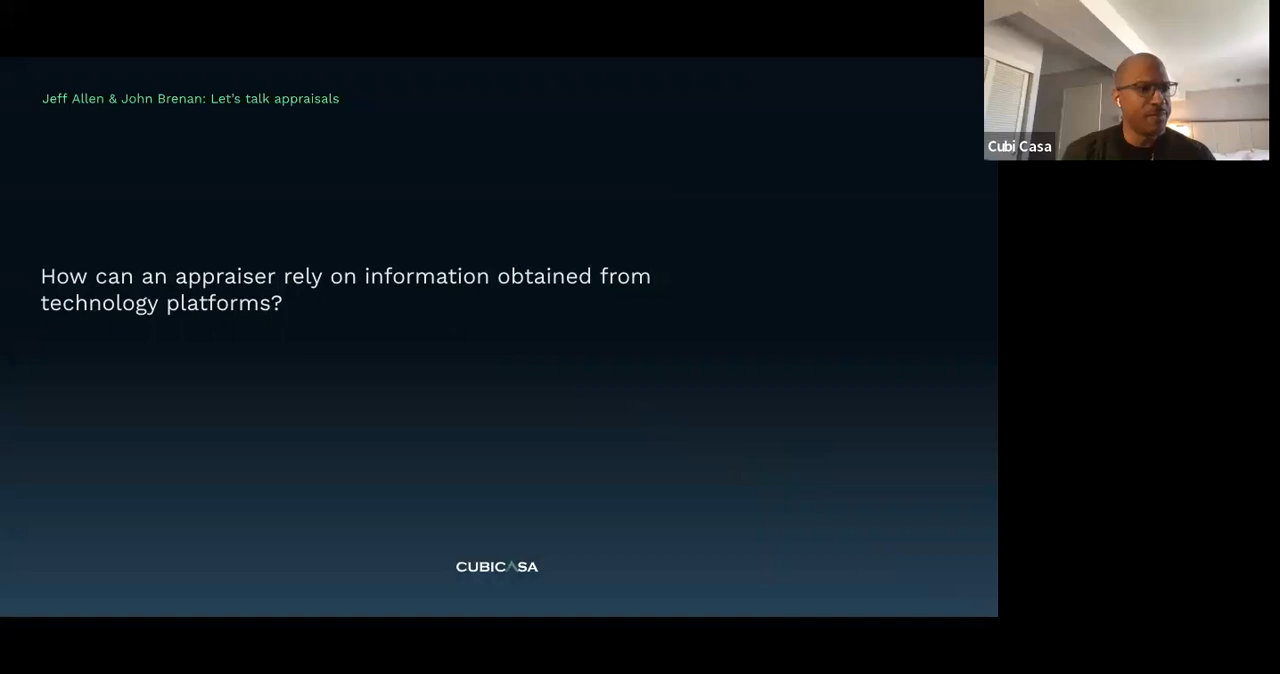 Jeff Allen & John Brenan: Let's talk appraisals
Cubi Casa
How can an appraiser rely on information obtained from
technology platforms?
CUBICASA